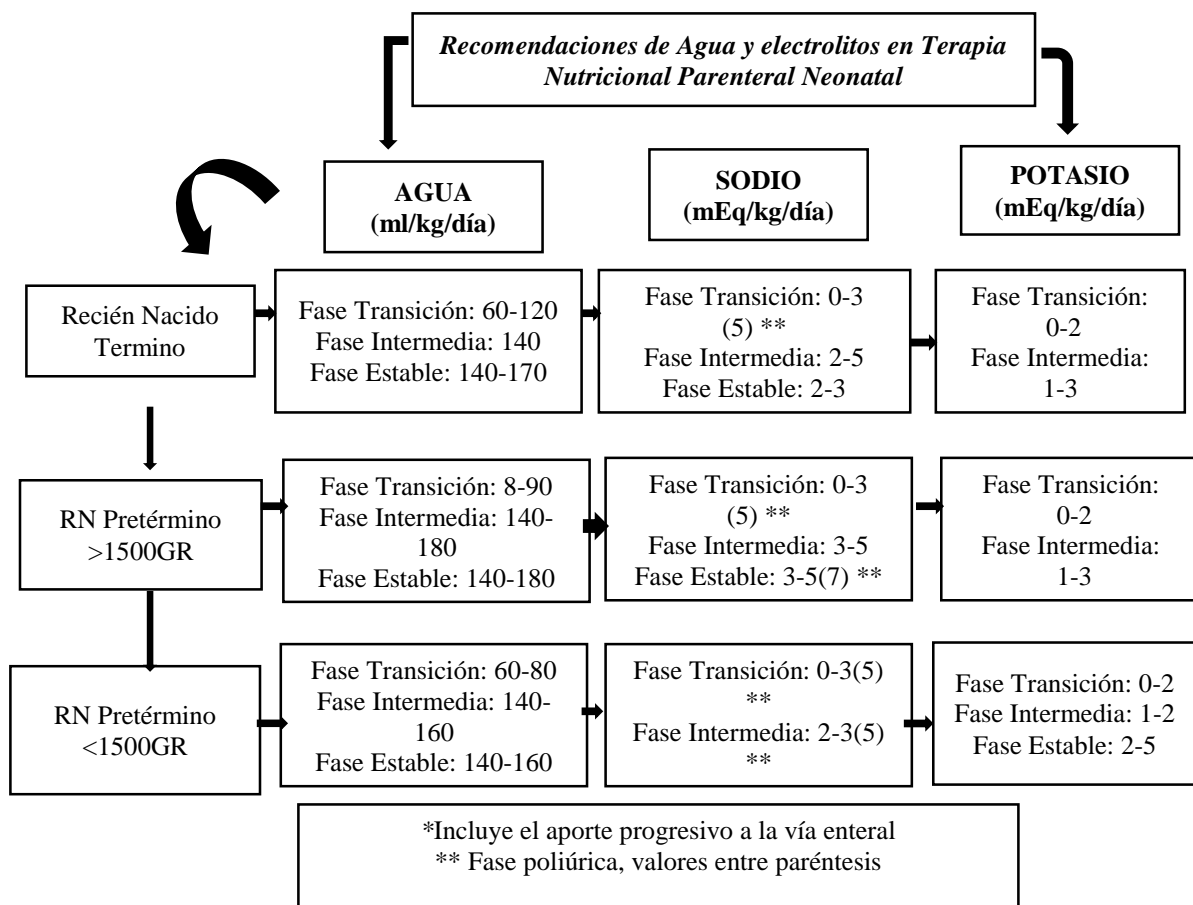 Recomendaciones de Agua y electrolitos en Terapia
Nutricional Parenteral Neonatal
AGUA
(ml/kg/día)
SODIO
(mEq/kg/día)
POTASIO
(mEq/kg/día)
Recién Nacido
Termino
Fase Transición: 60-120
Fase Intermedia: 140
Fase Estable: 140-170
Fase Transición: 0-3
(5) **
Fase Intermedia: 2-5
Fase Estable: 2-3
Fase Transición:
0-2
Fase Intermedia:
1-3
RN Pretérmino
>1500GR
Fase Transición: 8-90
Fase Intermedia: 140-
180
Fase Estable: 140-180
Fase Transición: 0-3
(5) **
Fase Intermedia: 3-5
Fase Estable: 3-5(7) **
Fase Transición:
0-2
Fase Intermedia:
1-3
RN Pretérmino
<1500GR
Fase Transición: 60-80
Fase Intermedia: 140-
160
Fase Estable: 140-160
Fase Transición: 0-3(5)
**
Fase Intermedia: 2-3(5)
**
Fase Transición: 0-2
Fase Intermedia: 1-2
Fase Estable: 2-5
*Incluye el aporte progresivo a la vía enteral
** Fase poliúrica, valores entre paréntesis